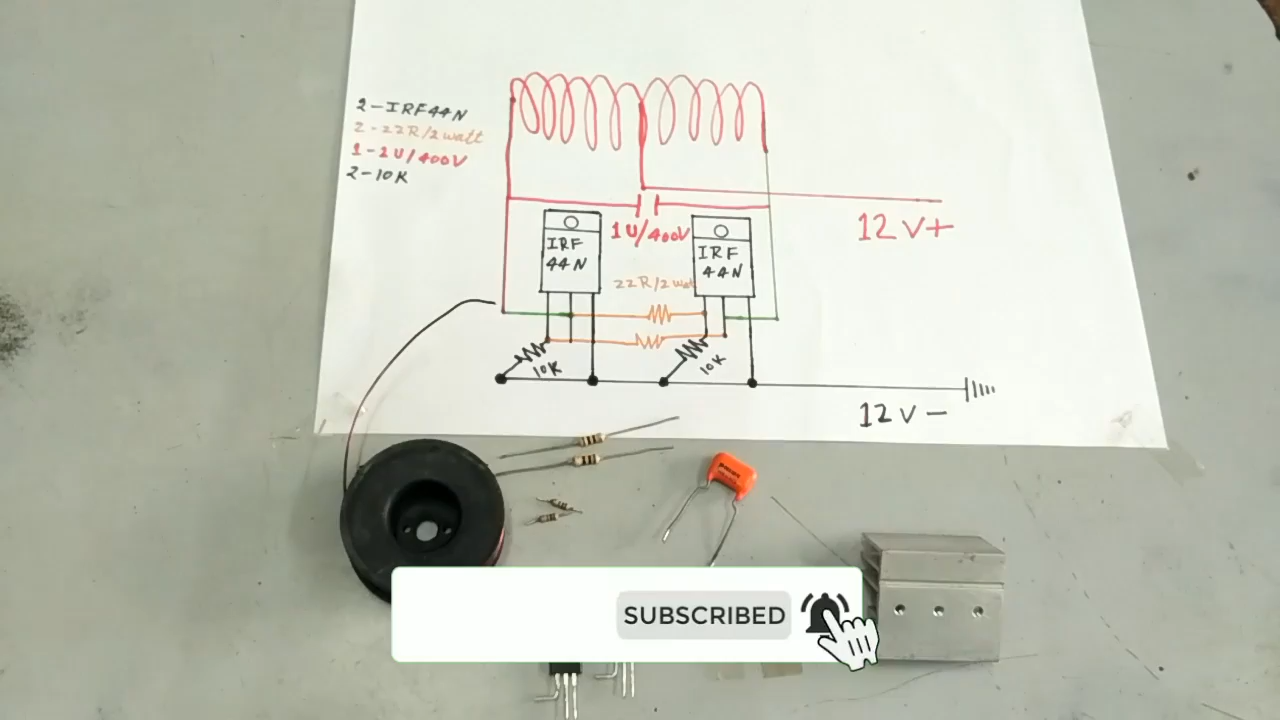 2-IRF44N
2-22R/2watt
1-1U/400V
2-10K
1U/400V
12V+
IRF
44N
IRF
44N
22R/2wat
10K
10K
12V-
SUBSCRIBED